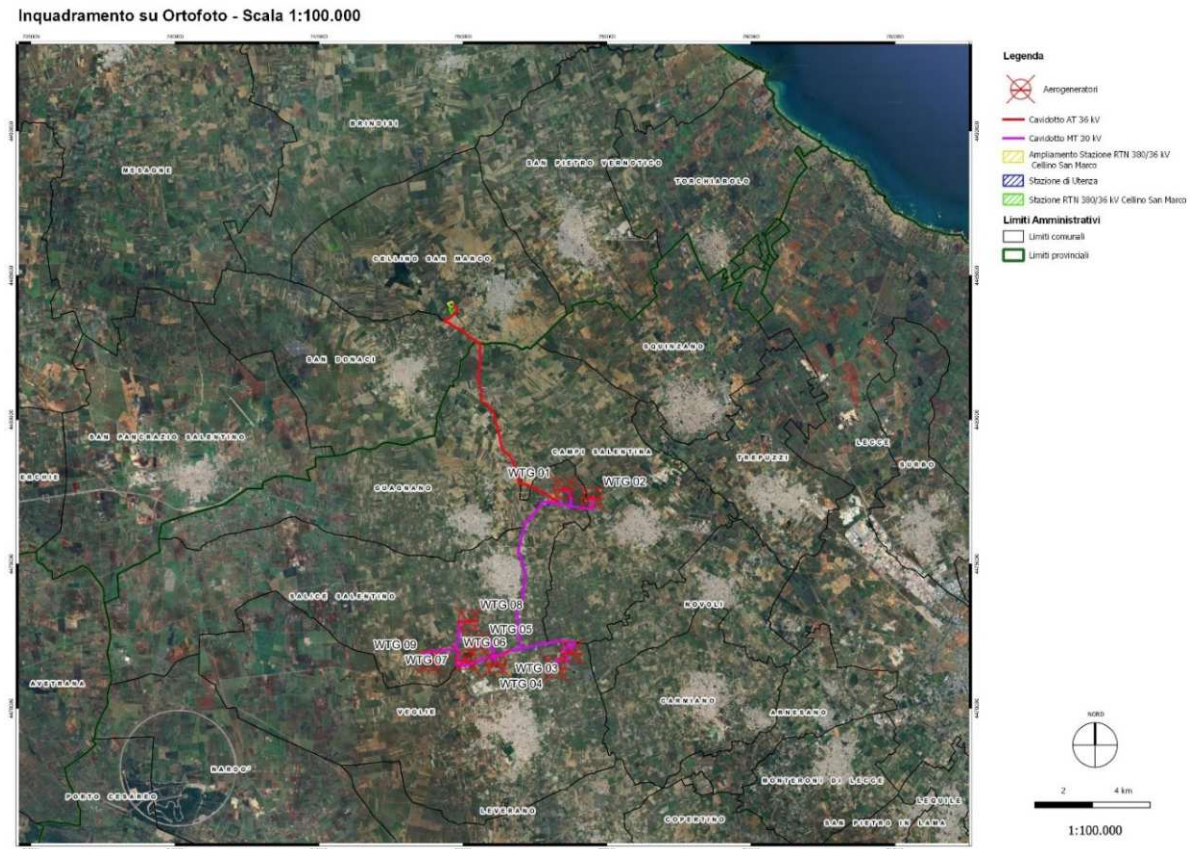 Inquadramento su Ortofoto - Scala 1:100.000
BRINDISI
MESAGNE
SAN PIETRO VERNOTICO
TORCHIAROLO
CELLINO SAN MARCO
SAN DONACI
SQUINZANO
SAN PANCRAZIO SALENTINO
ERCHIE
CAMPI SALENTINA
LECCE
TREPUZZI
SURBO
WTG 01
WTG 02
GUAGNANO
SALICE SALENTINO
WTG 08
NOVOLI
WTG 05
WTG 09
WTG 06
WTG 07
WTG 03
WTG 04
AVETRANA
CARMIANO
VEGLIE
ARNESANO
NARDO'
PORTO CESAREO
MONTERONI DI LECCE
LEVERANO
COPERTINO
LEQUILE
SAN PIETRO IN LAMA
Legenda
Aerogeneratori
Cavidotto AT 36 kV
Cavidotto MT 30 kV
Ampliamento Stazione RTN 380/36 kV
Cellino San Marco
Stazione di Utenza
Stazione RTN 380/36 kV Cellino San Marco
Limiti Amministrativi
Limiti comunali
Limiti provinciali
NORD
2 4 km
1:100.000